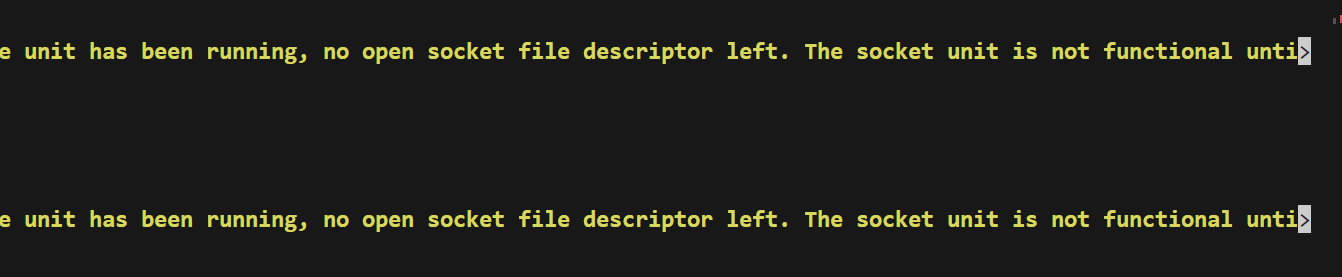 e unit has been running, no open socket file descriptor left. The socket unit is not functional unti>
e unit has been running, no open socket file descriptor left. The socket unit is not functional unti>